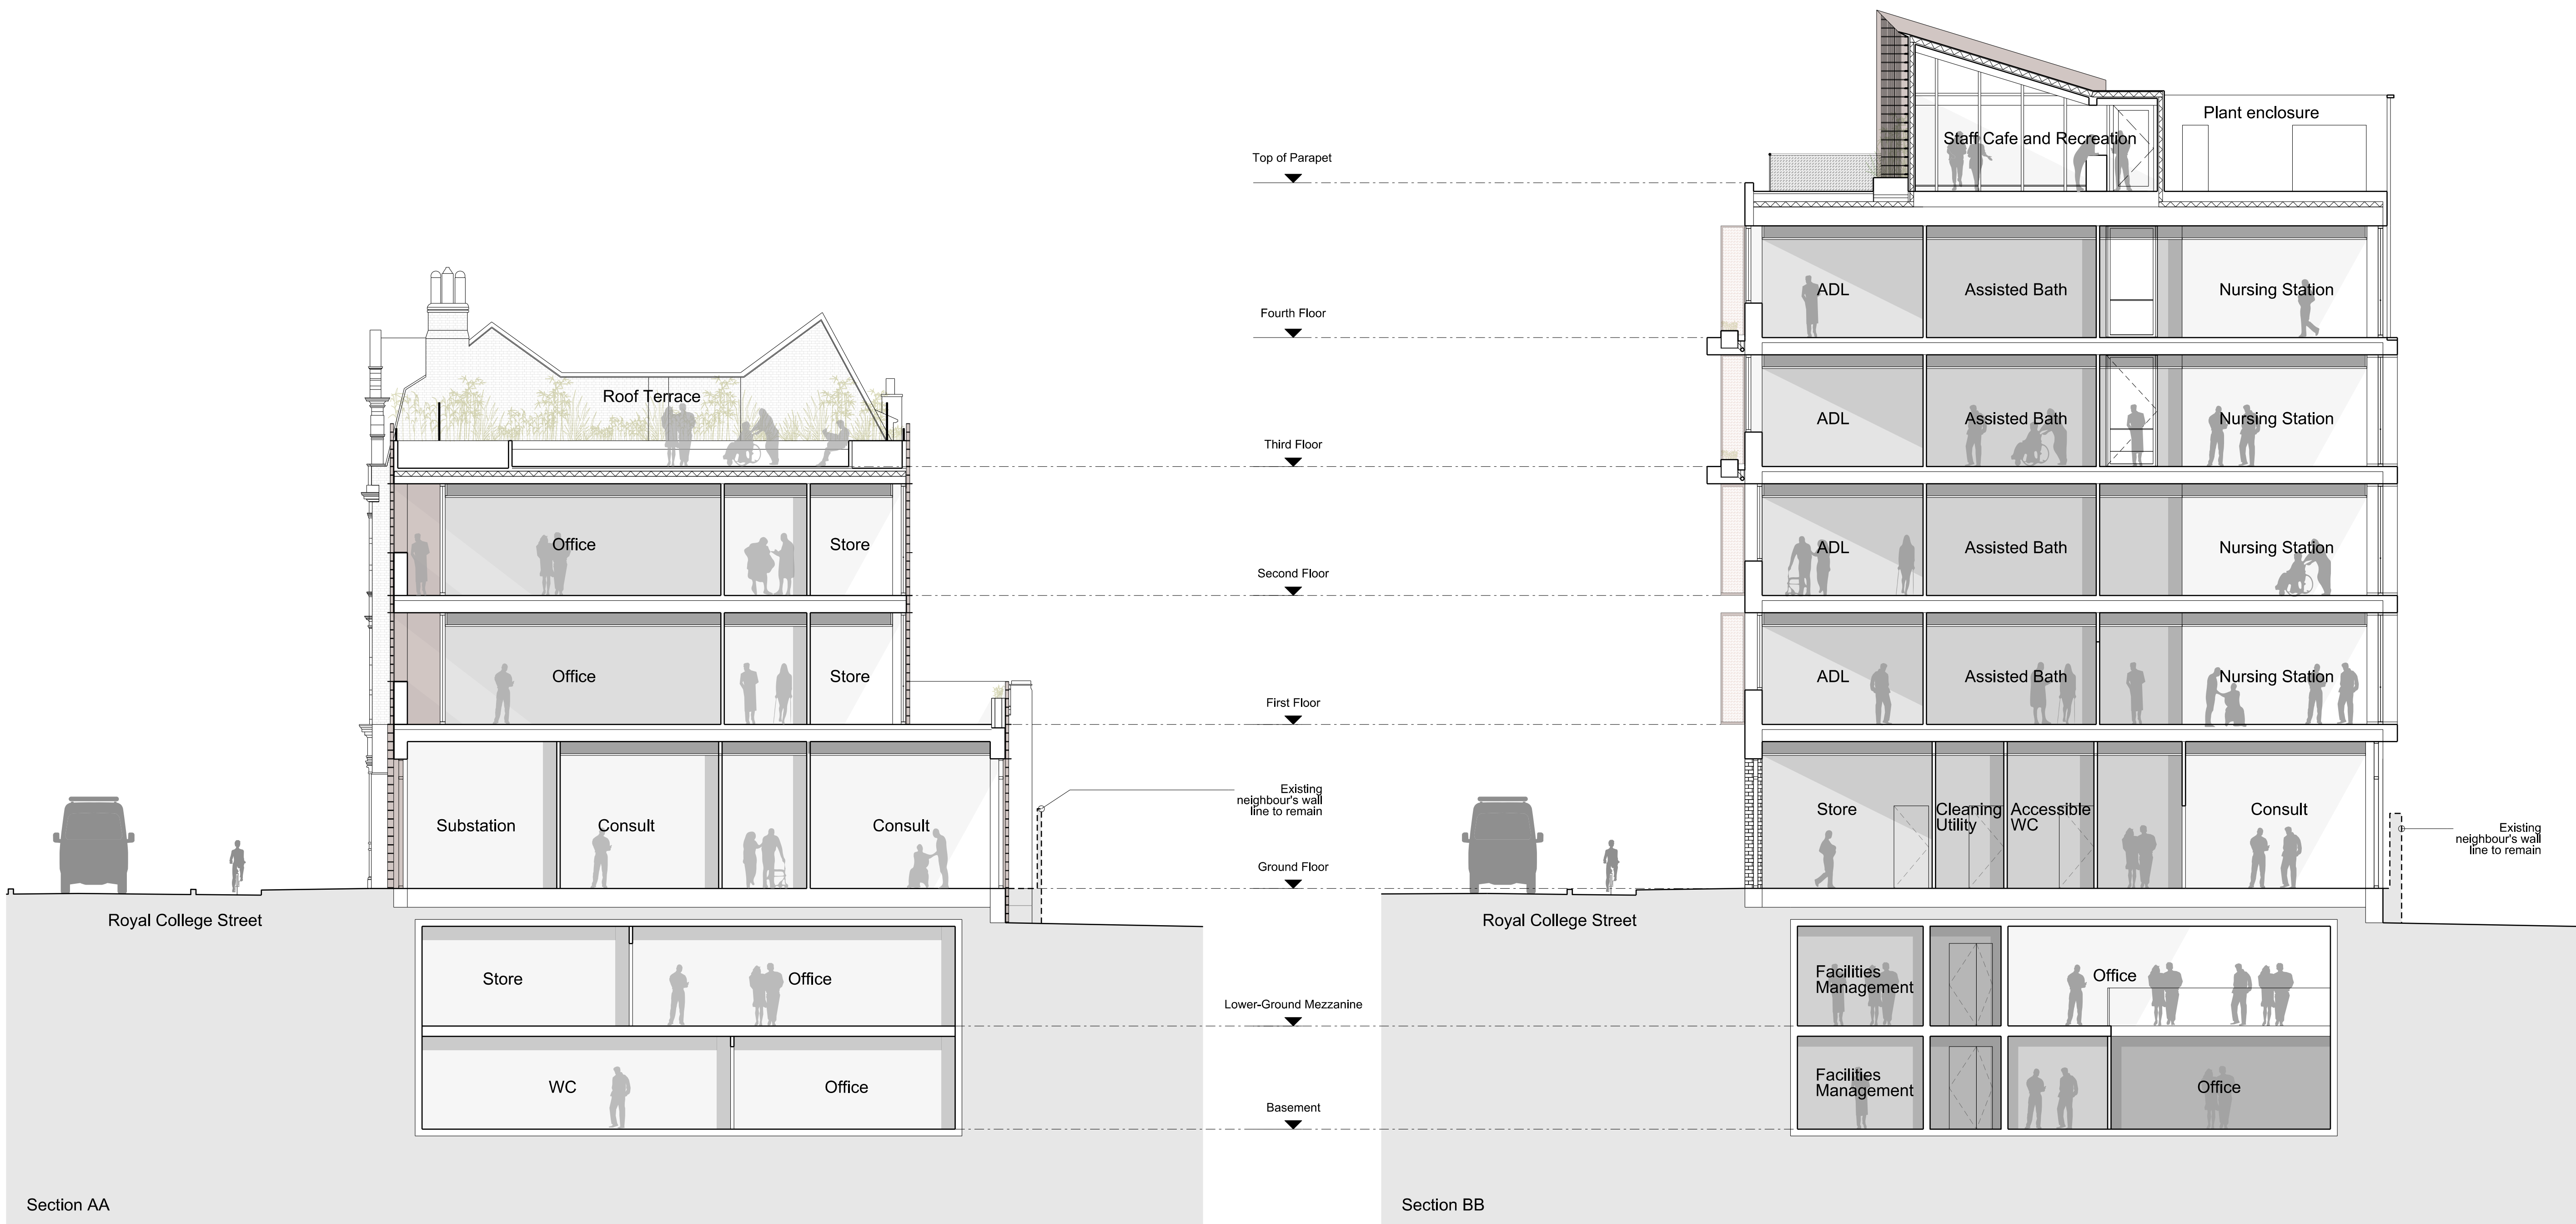 Roof Terrace
Office
Store
Office
Store
Substation
Consult
Consult
Existing
neighbour's wall
line to remain
Royal College Street
Store
Office
WC
Office
Section AA
Top of Parapet
Fourth Floor
Third Floor
Second Floor
First Floor
Ground Floor
Lower-Ground Mezzanine
Basement
Staff Cafe and Recreation
Plant enclosure
ADL
Assisted Bath
Nursing Station
ADL
Assisted Bath
Nursing Station
ADL
Assisted Bath
Nursing Station
ADL
Assisted Bath
Nursing Station
Store
Cleaning
Utility
Accessible
WC
Consult
Existing
neighbour's wall
line to remain
Royal College Street
Facilities
Management
Office
Facilities
Management
Office
Section BB